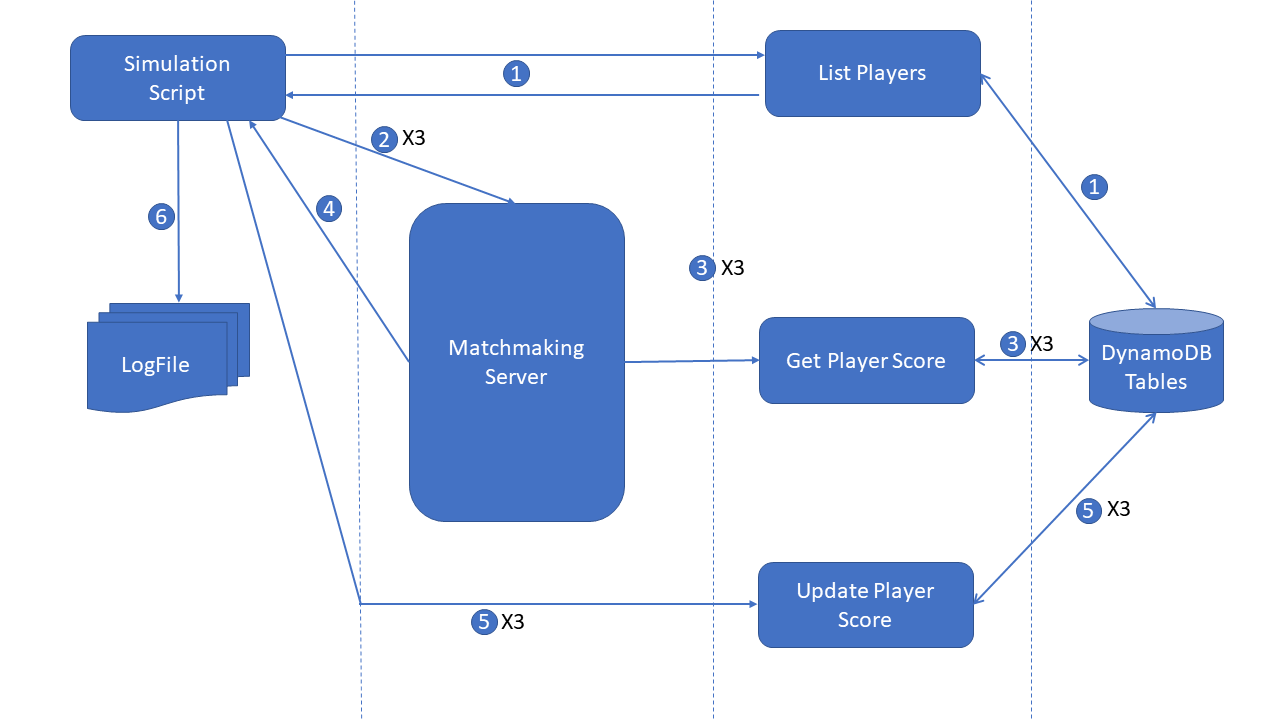 Simulation
Script
1
List Players
2 X3
4
1
6
3 X3
LogFile
Matchmaking
Server
Get Player Score
3 X3
DynamoDB
Tables
5 X3
Update Player
Score
5 X3